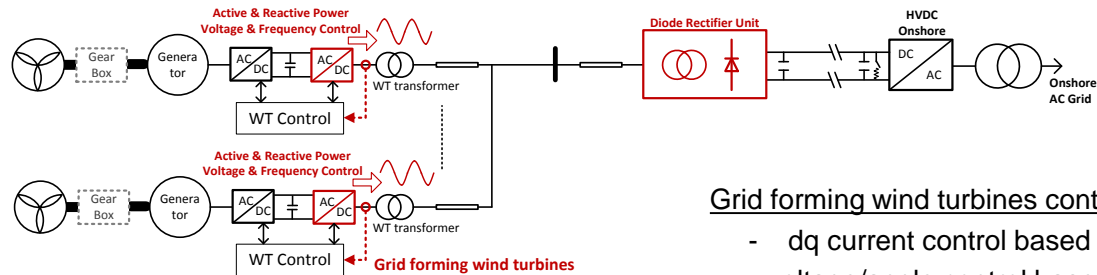 Active & Reactive Power
Voltage & Frequency Control
Gear
Box
Genera
tor
AC
DC
AC
DC
WT transformer
WT Control
Diode Rectifier Unit
HVDC
Onshore
DC
AC
Onshore
AC Grid
Active & Reactive Power
Voltage & Frequency Control
Gear
Box
Genera
tor
AC
DC
AC
DC
WT transformer
WT Control
Grid forming wind turbines
Grid forming wind turbines cont
- dq current control based